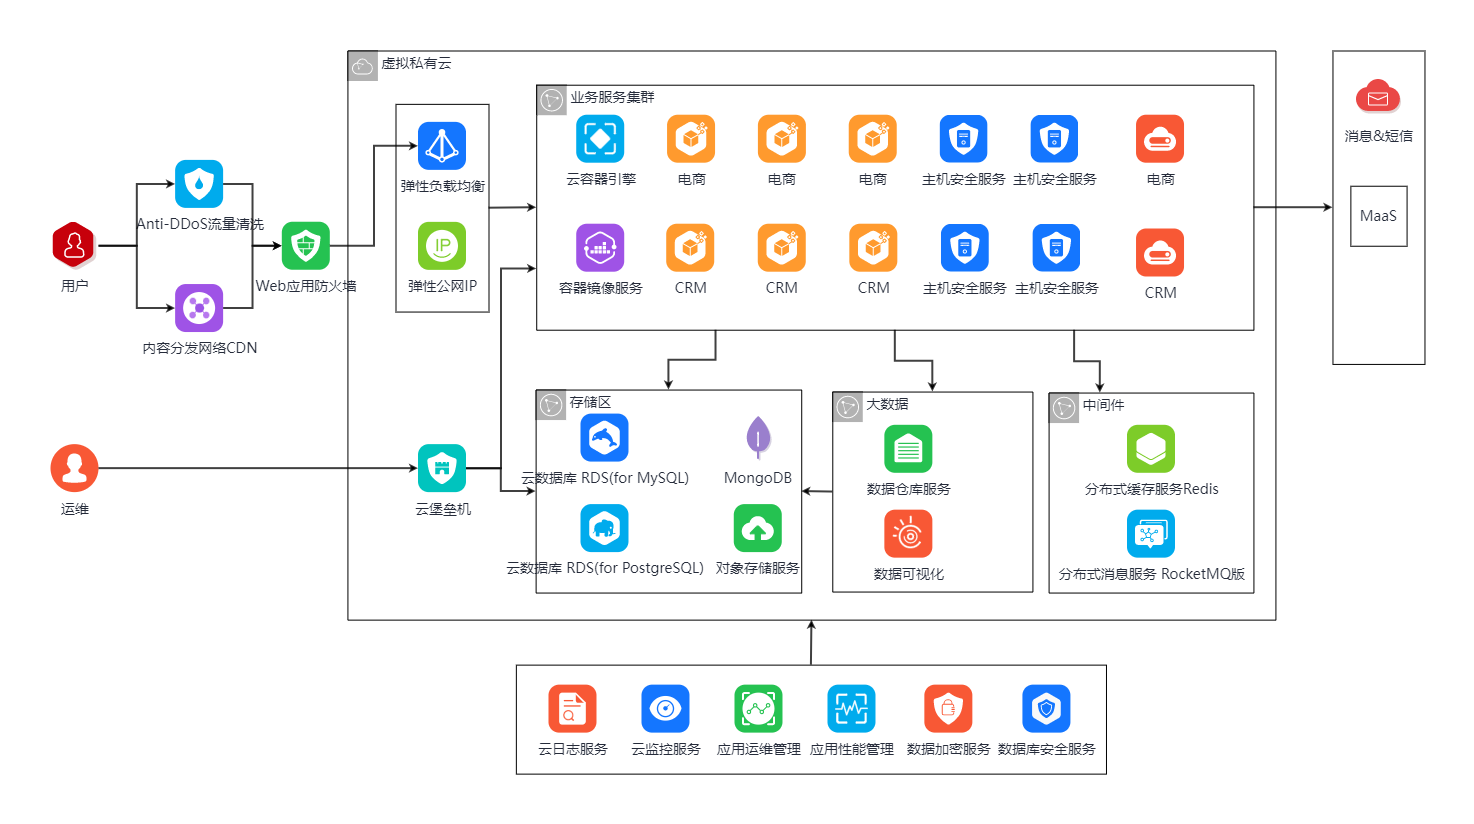 虚拟私有云
业务服务集群
消息&短信
MaaS
用户
Anti-DDoS流量清洗
内容分发网络CDN
Web应用防火墙
弹性负载均衡
IP
弹性公网IP
云容器引擎
电商
电商
电商
主机安全服务
主机安全服务
电商
容器镜像服务
CRM
CRM
CRM
主机安全服务
主机安全服务
CRM
运维
云堡垒机
存储区
云数据库 RDS(for MySQL)
MongoDB
云数据库 RDS(for PostgreSQL)
对象存储服务
大数据
数据仓库服务
数据可视化
中间件
分布式缓存服务Redis
分布式消息服务 RocketMQ版
云日志服务
云监控服务
应用运维管理
应用性能管理
数据加密服务
数据库安全服务